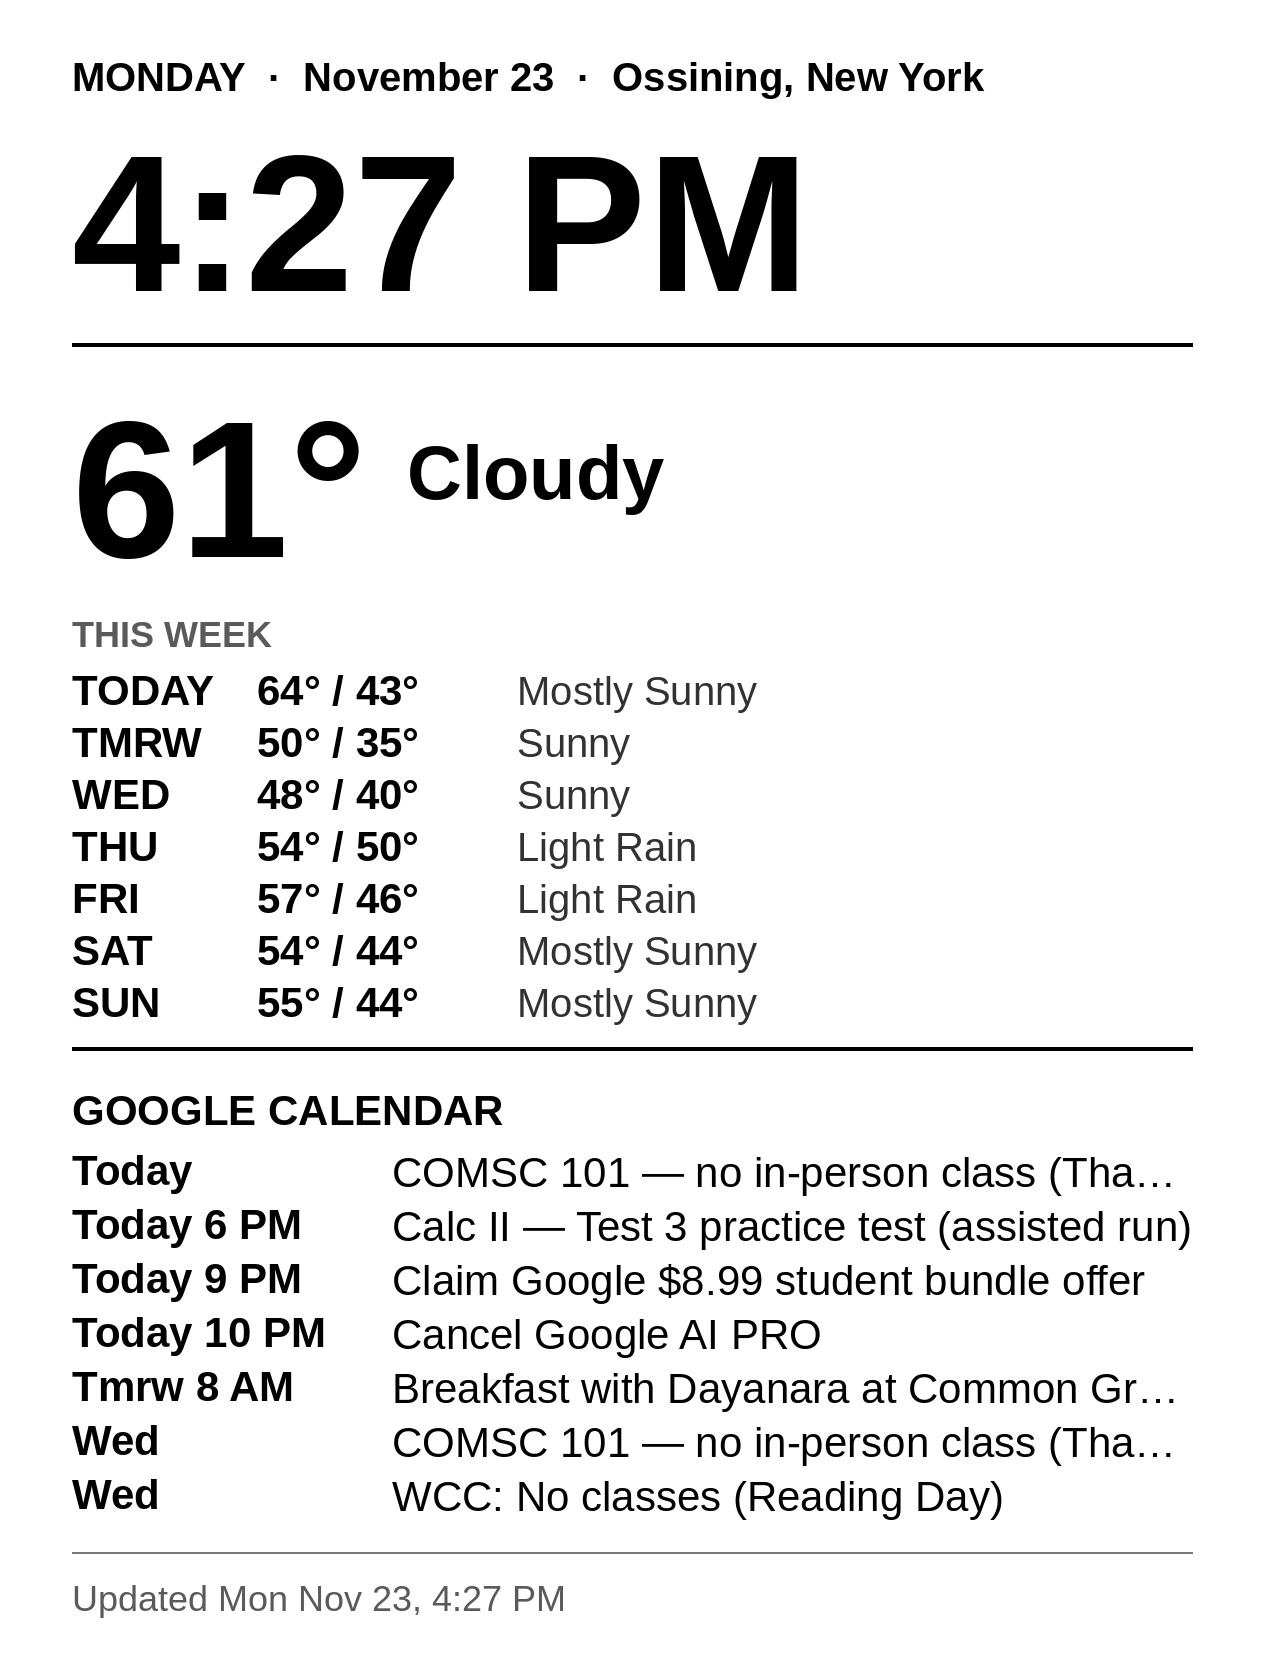 MONDAY · November 23 · Ossining, New York
4:27 PM
61° Cloudy
THIS WEEK
TODAY 64° / 43° Mostly Sunny
TMRW 50° / 35° Sunny
WED 48° / 40° Sunny
THU 54° / 50° Light Rain
FRI 57° / 46° Light Rain
SAT 54° / 44° Mostly Sunny
SUN 55° / 44° Mostly Sunny
GOOGLE CALENDAR
Today COMSC 101 — no in-person class (Tha…
Today 6 PM Calc II — Test 3 practice test (assisted run)
Today 9 PM Claim Google $8.99 student bundle offer
Today 10 PM Cancel Google AI PRO
Tmrw 8 AM Breakfast with Dayanara at Common Gr…
Wed COMSC 101 — no in-person class (Tha…
Wed WCC: No classes (Reading Day)
Updated Mon Nov 23, 4:27 PM